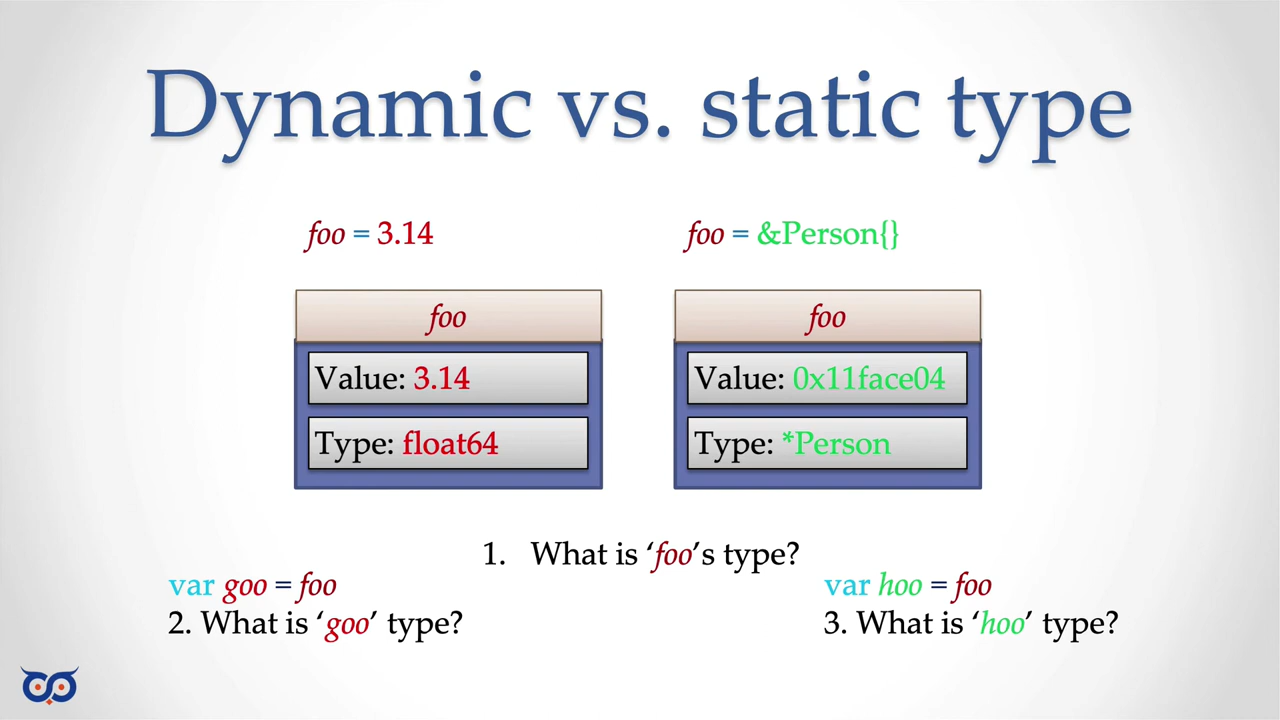 Dynamic vs. static type
foo = 3.14
foo
Value: 3.14
Type: float64
foo = &Person{}
foo
Value: 0x11face04
Type: *Person
1. What is ‘foo’s type?
var goo = foo
2. What is ‘goo’ type?
var hoo = foo
3. What is ‘hoo’ type?